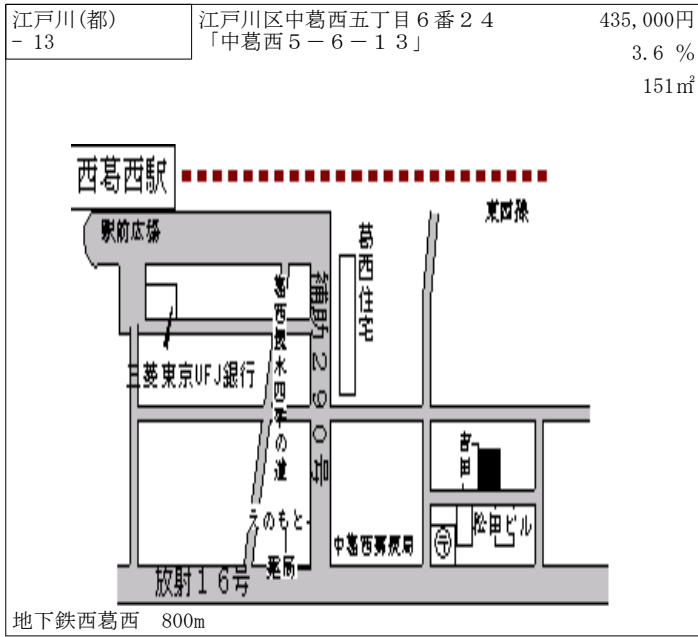 江戸川(都)
- 13
江戸川区中葛西五丁目６番２４
「中葛西５－６－１３」
435,000円
3.6 %
151㎡
西葛西駅
東西線
駅前広場
葛西住宅
補助２９０号
葛西親水四季の道
三菱東京UFJ銀行
吉田
松田ビル
えのもと
薬局
中葛西郵便局
〒
放射１６号
地下鉄西葛西　800m